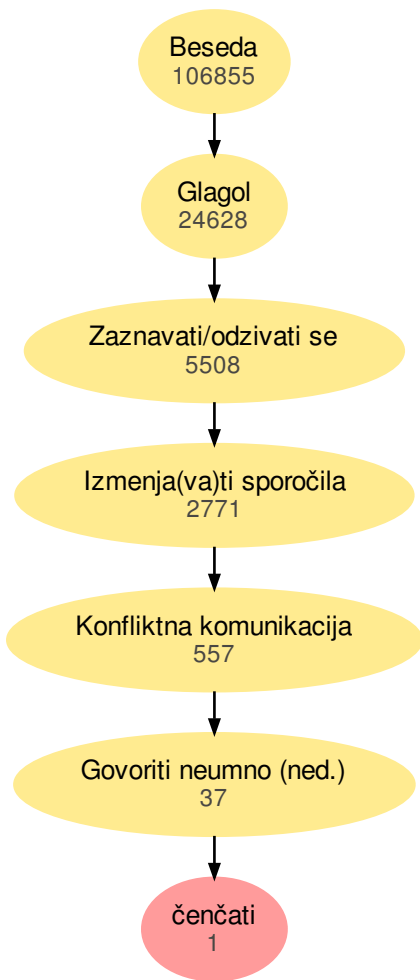 Beseda
106855
Glagol
24628
Zaznavati/odzivati se
5508
Izmenja(va)ti sporočila
2771
Konfliktna komunikacija
557
Govoriti neumno (ned.)
37
čenčati
1